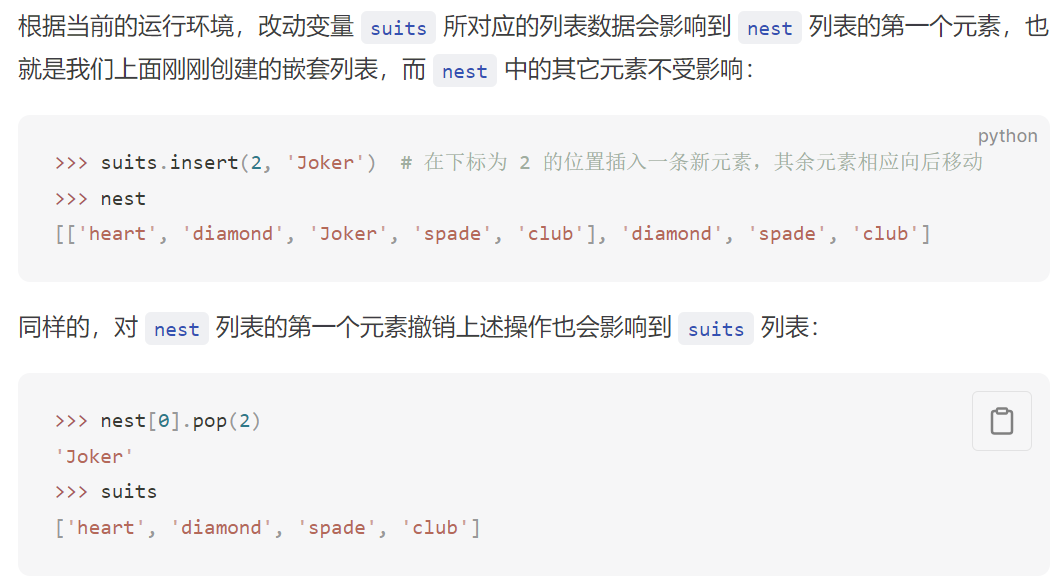 根据当前的运行环境，改动变量 suits 所对应的列表数据会影响到 nest 列表的第一个元素，也
就是我们上面刚刚创建的嵌套列表，而 nest 中的其它元素不受影响：
python
>>> suits.insert(2, 'Joker')  # 在下标为 2 的位置插入一条新元素，其余元素相应向后移动
>>> nest
[['heart', 'diamond', 'Joker', 'spade', 'club'], 'diamond', 'spade', 'club']
同样的，对 nest 列表的第一个元素撤销上述操作也会影响到 suits 列表：
>>> nest[0].pop(2)
'Joker'
>>> suits
['heart', 'diamond', 'spade', 'club']